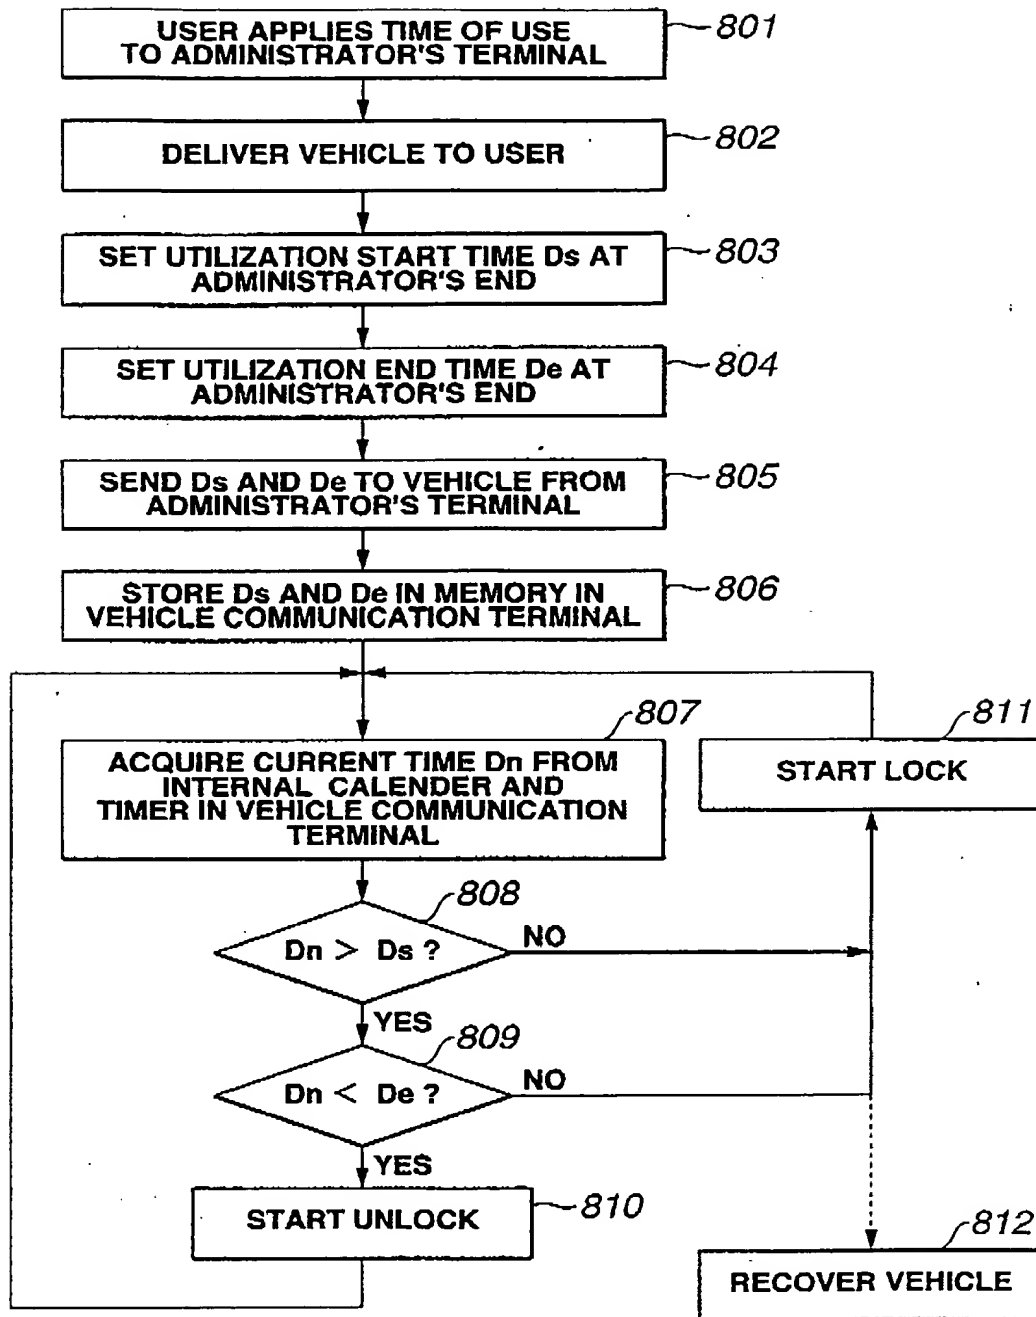 USER APPLIES TIME OF USE
TO ADMINISTRATOR'S TERMINAL
801
DELIVER VEHICLE TO USER
802
SET UTILIZATION START TIME Ds AT
ADMINISTRATOR'S END
803
SET UTILIZATION END TIME De AT
ADMINISTRATOR'S END
804
SEND Ds AND De TO VEHICLE FROM
ADMINISTRATOR'S TERMINAL
805
STORE Ds AND De IN MEMORY IN
VEHICLE COMMUNICATION TERMINAL
806
807
ACQUIRE CURRENT TIME Dn FROM
INTERNAL CALENDER AND
TIMER IN VEHICLE COMMUNICATION
TERMINAL
811
START LOCK
808
Dn > Ds ?
NO
YES
809
Dn < De ?
NO
YES
START UNLOCK
810
812
RECOVER VEHICLE